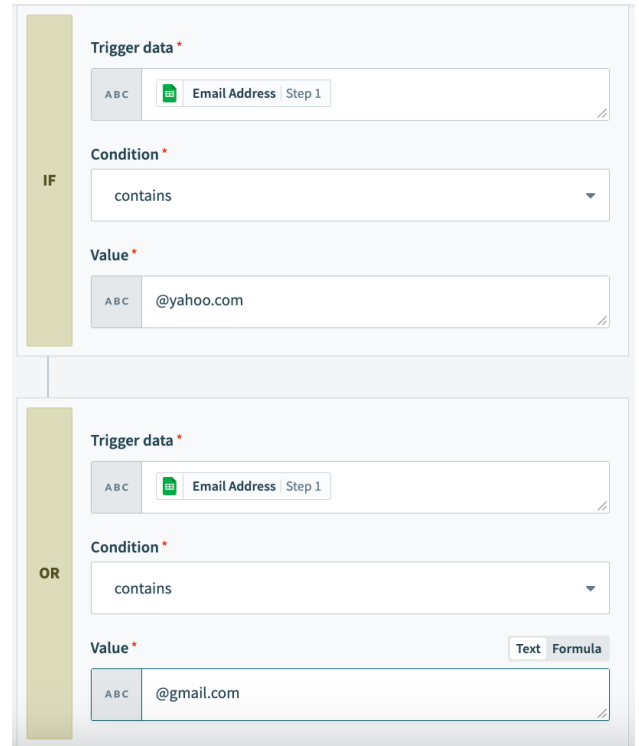 Trigger data *
ABC Email Address Step 1
Condition *
IF
contains
Value *
ABC @yahoo.com
Trigger data *
ABC Email Address Step 1
Condition *
OR
contains
Value * Text Formula
ABC @gmail.com